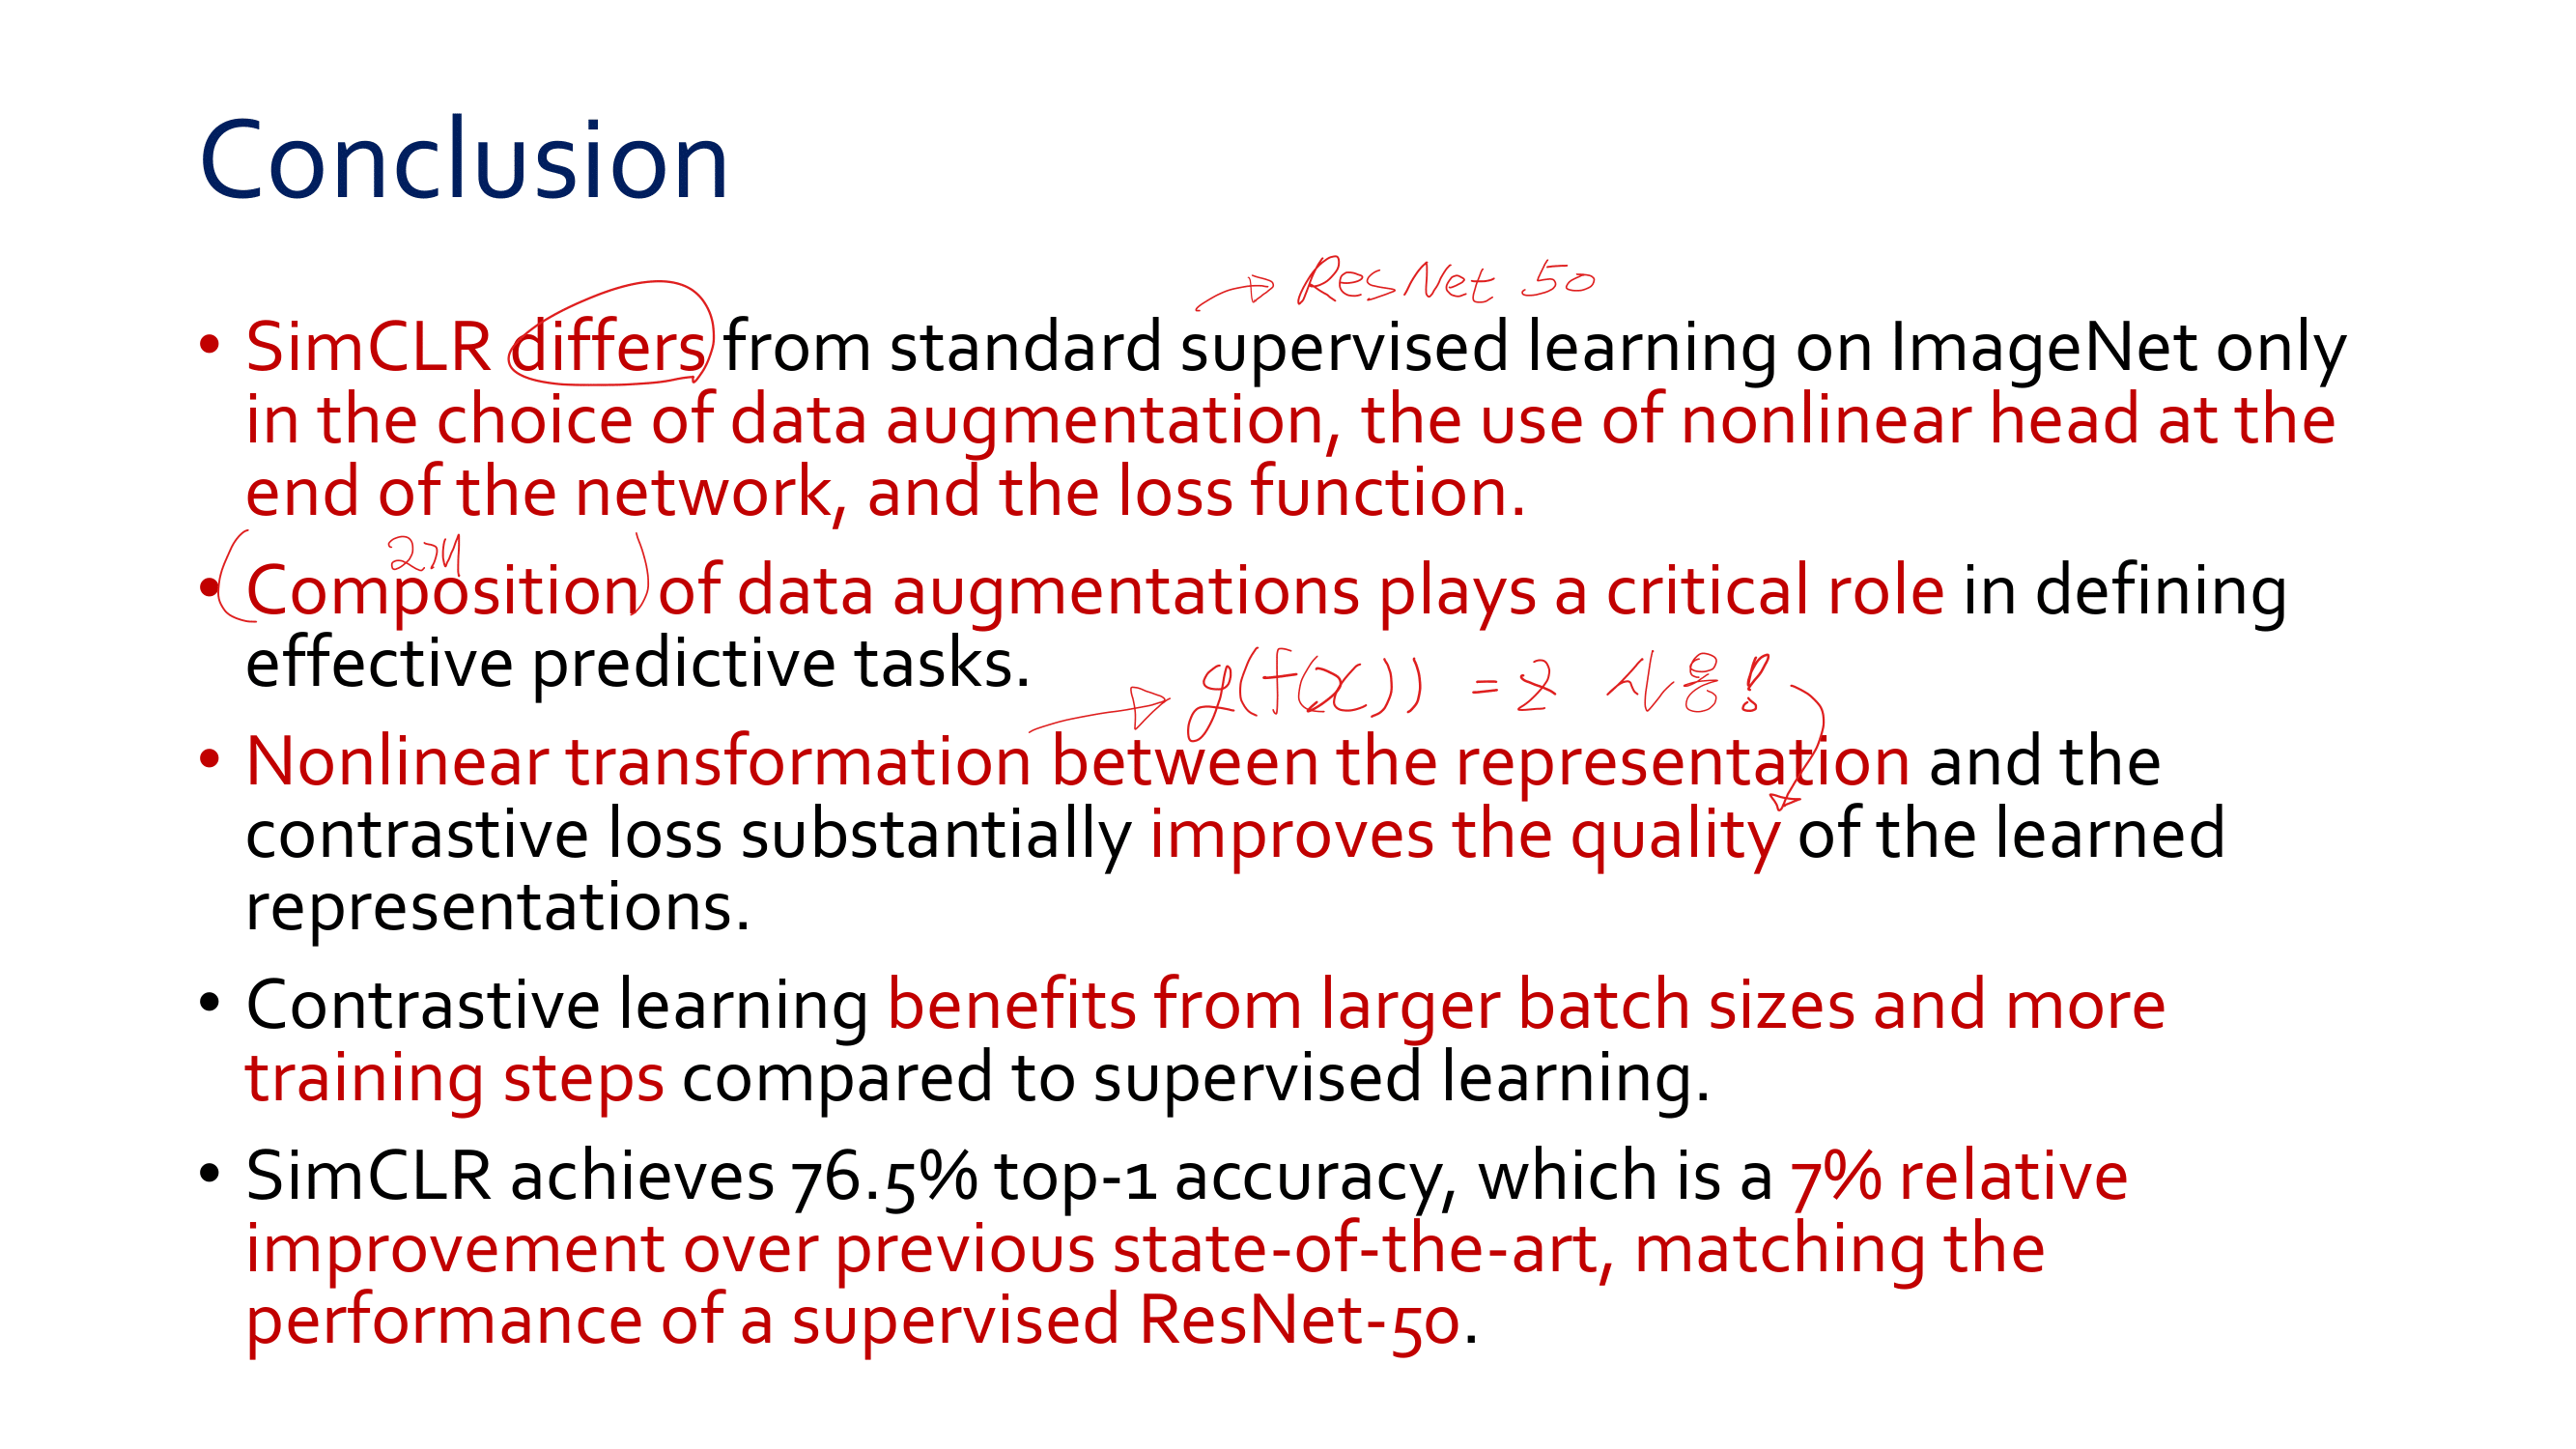 Conclusion
→ ResNet 50
• SimCLR differs from standard supervised learning on ImageNet only
in the choice of data augmentation, the use of nonlinear head at the
end of the network, and the loss function.
2개
• (Composition) of data augmentations plays a critical role in defining
effective predictive tasks.
→ g(f(x)) = z 사용!
• Nonlinear transformation between the representation and the
contrastive loss substantially improves the quality of the learned
representations.
• Contrastive learning benefits from larger batch sizes and more
training steps compared to supervised learning.
• SimCLR achieves 76.5% top-1 accuracy, which is a 7% relative
improvement over previous state-of-the-art, matching the
performance of a supervised ResNet-50.